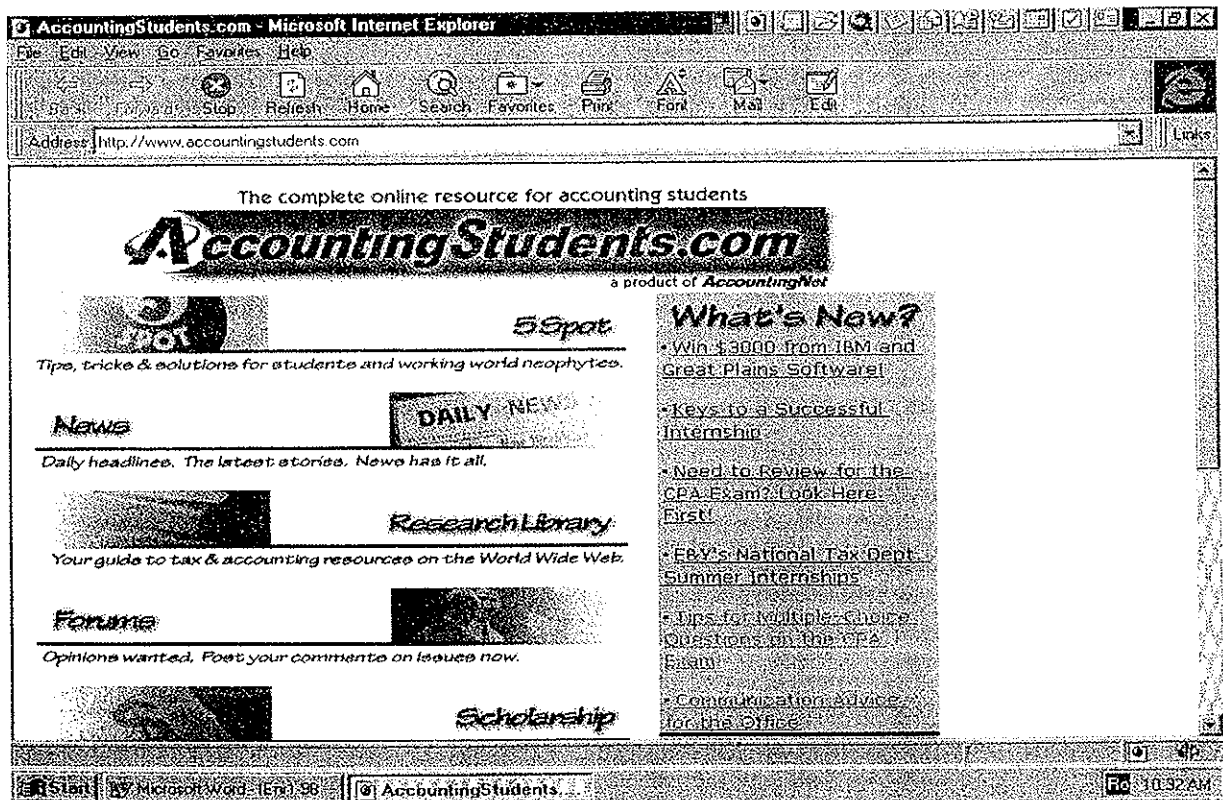 AccountingStudents.com - Microsoft Internet Explorer
File Edit View Go Favorites Help
Stop Refresh Home Search Favorites Print Font Mail Edit
Address http://www.accountingstudents.com Links
The complete online resource for accounting students
AccountingStudents.com
a product of AccountingNet
5 Spot
Tips, tricks & solutions for students and working world neophytes.
News
DAILY NEWS
Daily headlines. The latest stories. News has it all.
Research Library
Your guide to tax & accounting resources on the World Wide Web.
Forums
Opinions wanted. Post your comments on issues now.
Scholarship
What's New?
• Win $3000 from IBM and
Great Plains Software!
• Keys to a Successful
Internship
• Need to Review for the
CPA Exam? Look Here
First!
• E&Y's National Tax Dept.
Summer Internships
• Tips for Multiple-Choice
Questions on the CPA
Exam
• Communication Advice
for the Office
Start Microsoft Word AccountingStudents.... 10:32 AM